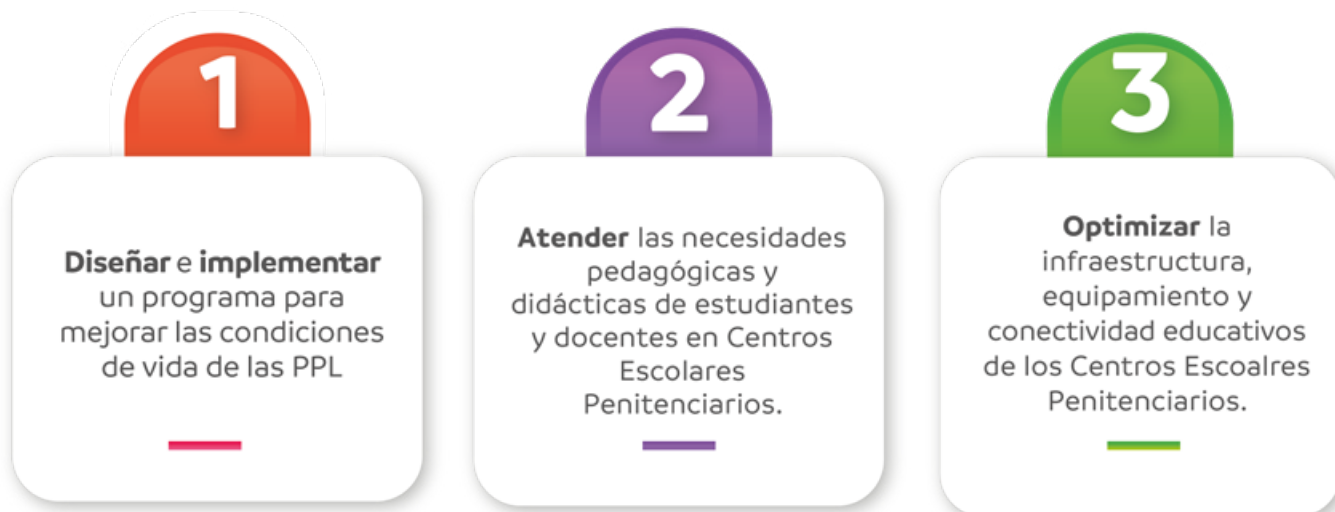 1
Diseñar e implementar
un programa para
mejorar las condiciones
de vida de las PPL
2
Atender las necesidades
pedagógicas y
didácticas de estudiantes
y docentes en Centros
Escolares
Penitenciarios.
3
Optimizar la
infraestructura,
equipamiento y
conectividad educativos
de los Centros Escoalres
Penitenciarios.